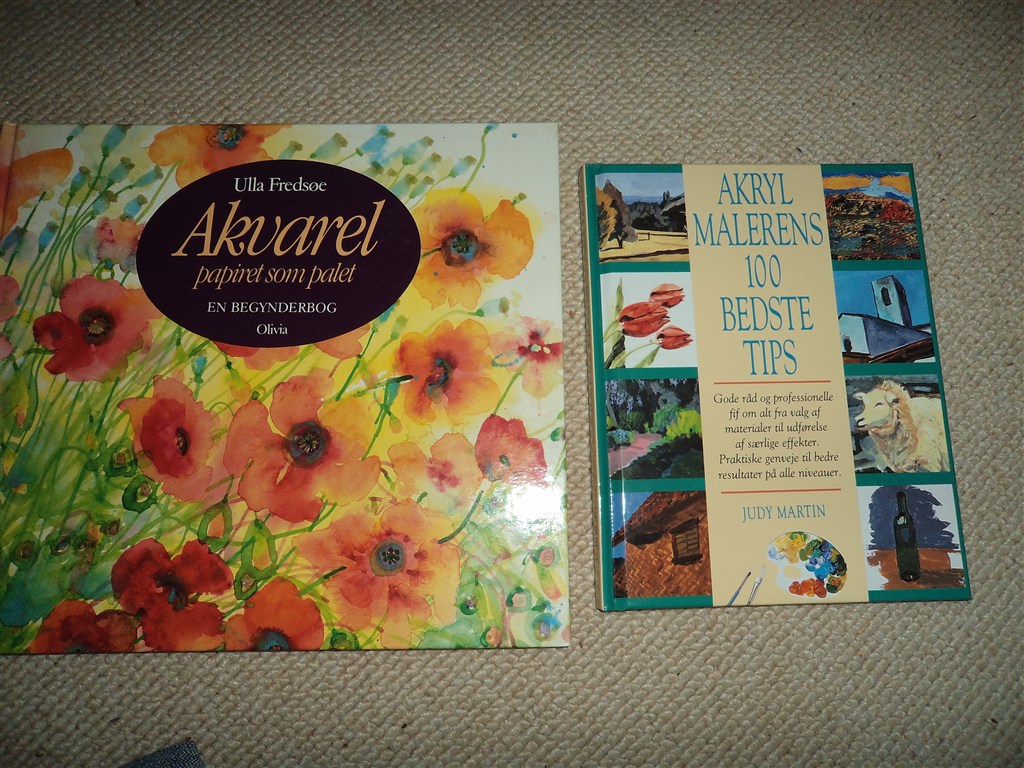 Ulla Fredsøe
Akvarel
papiret som palet
EN BEGYNDERBOG
Olivia
AKRYL
MALERENS
100
BEDSTE
TIPS
Gode råd og professionelle
fif om alt fra valg af
materialer til udførelse
af særlige effekter.
Praktiske genveje til bedre
resultater på alle niveauer.
JUDY MARTIN